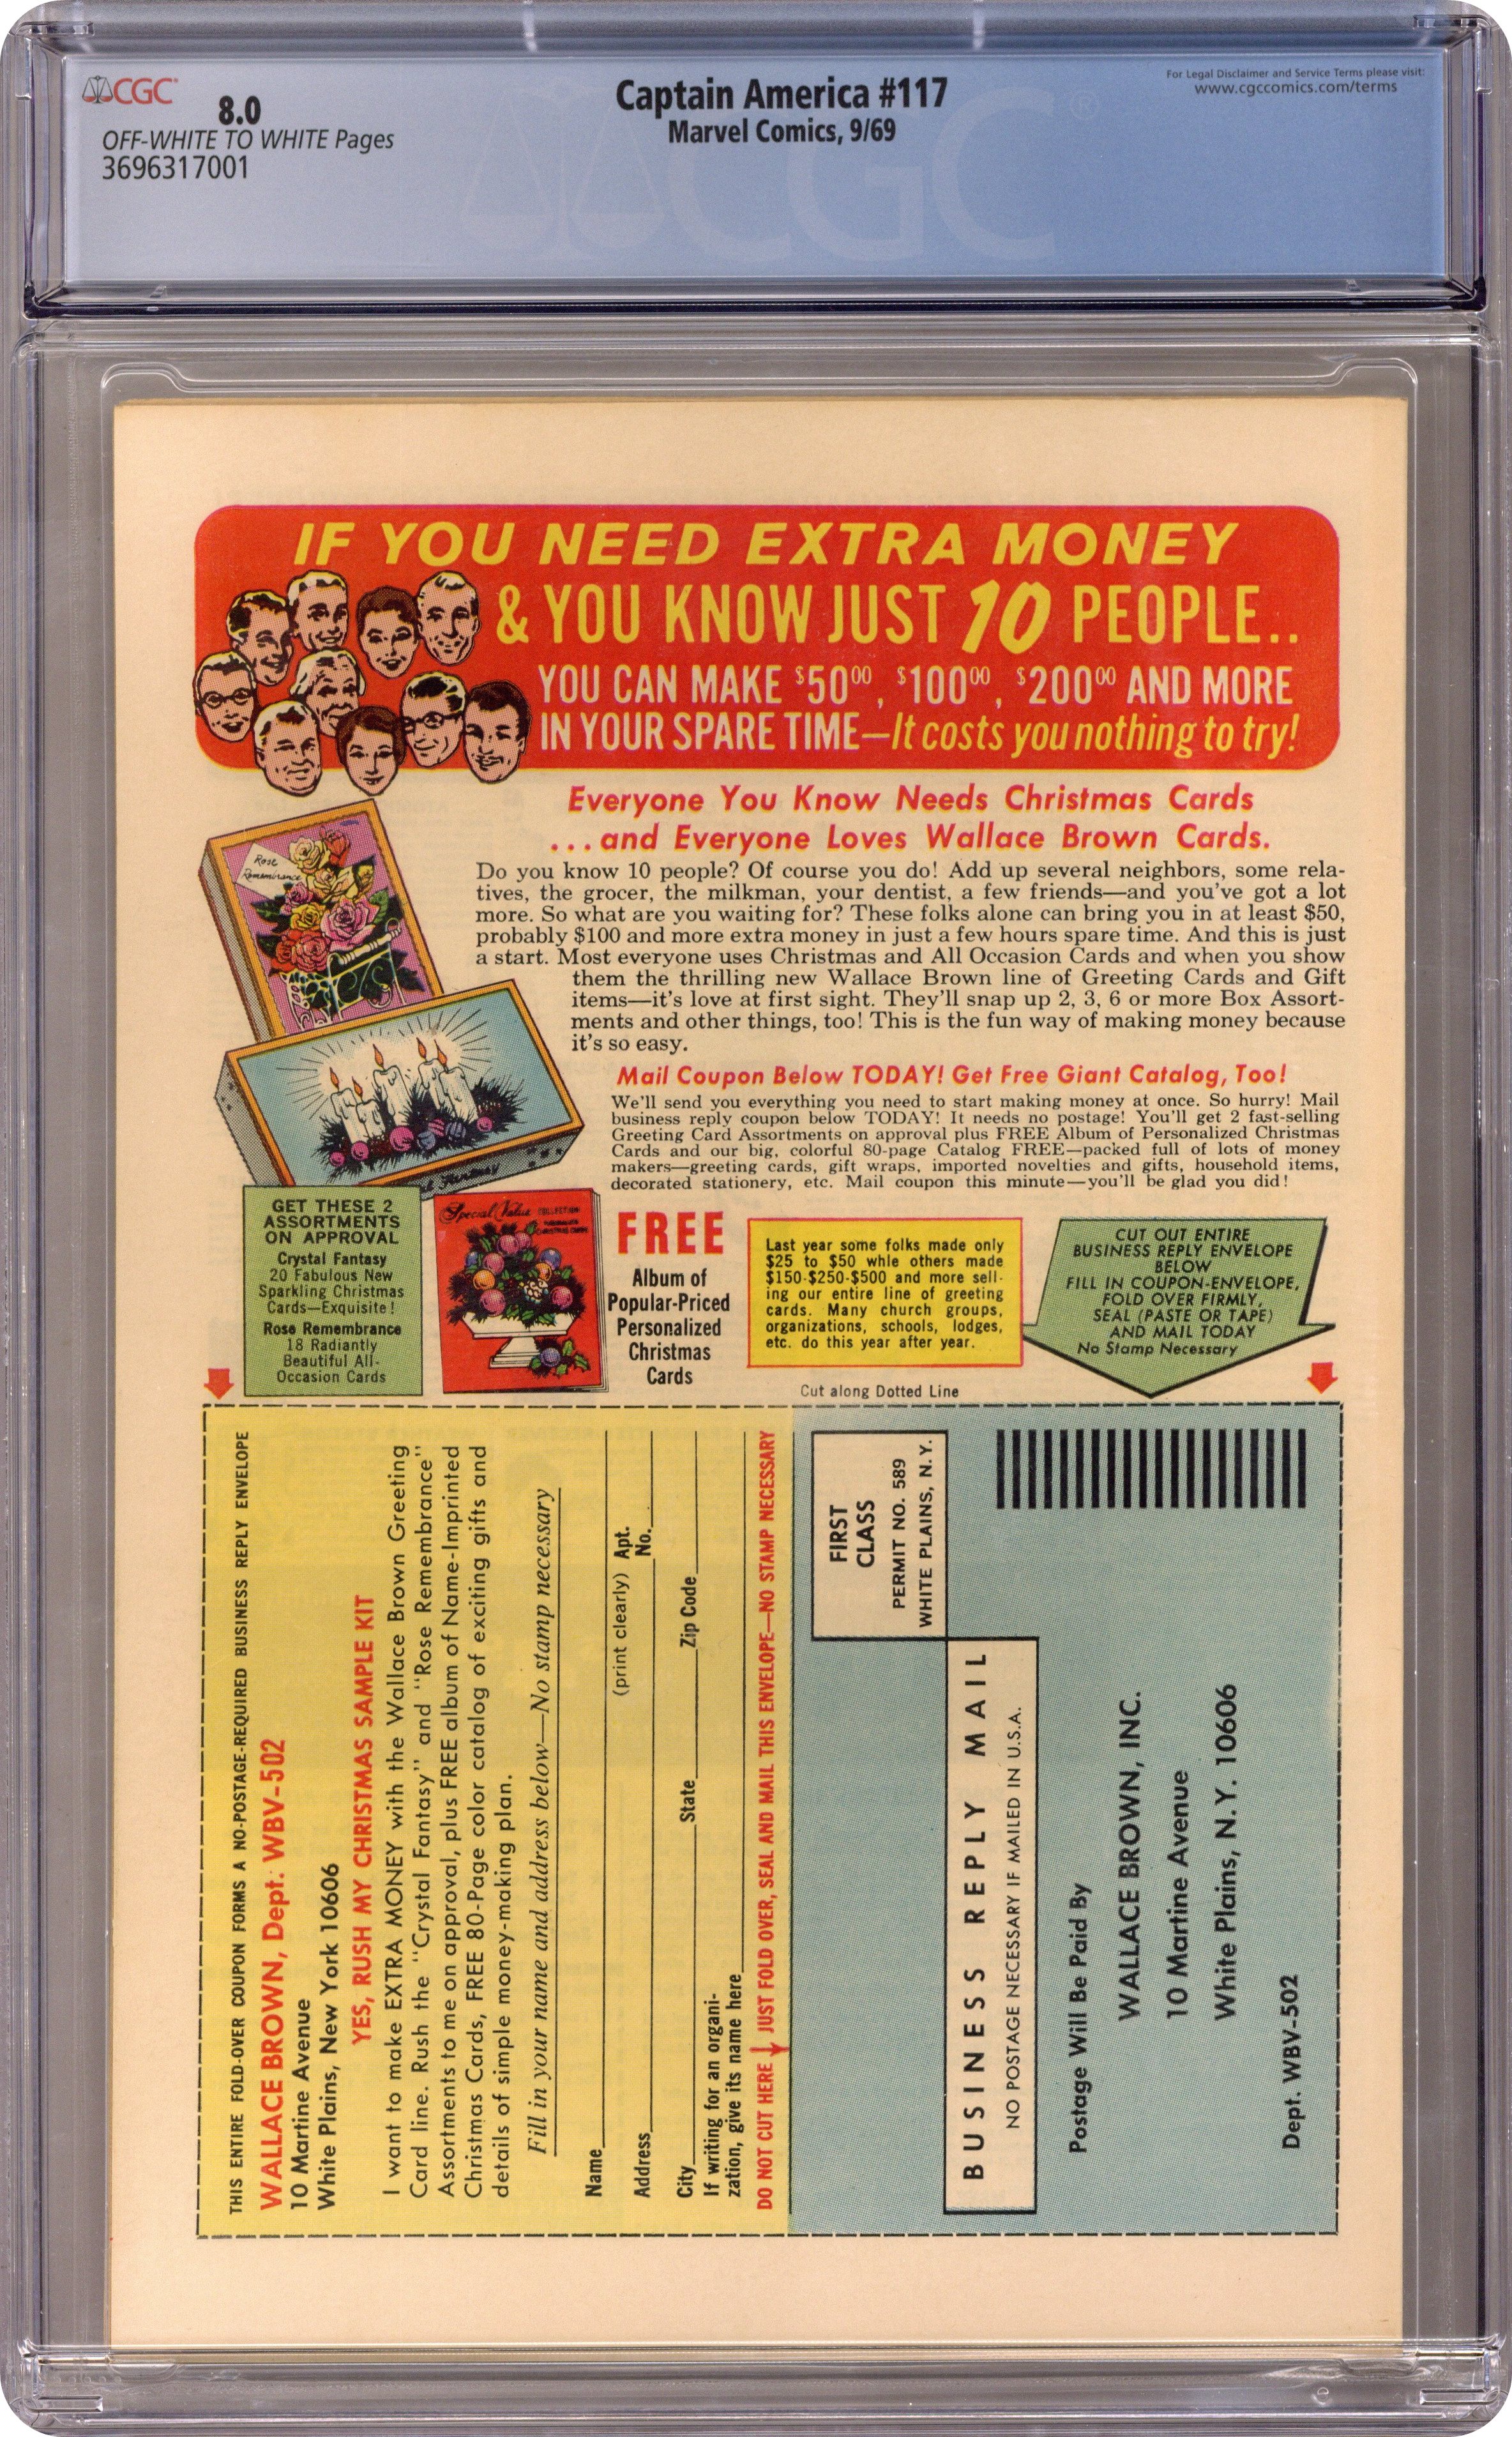 CGC
8.0
OFF-WHITE TO WHITE Pages
3696317001
Captain America #117
Marvel Comics, 9/69
For Legal Disclaimer and Service Terms please visit:
www.cgccomics.com/terms
CGC
IF YOU NEED EXTRA MONEY
& YOU KNOW JUST 10 PEOPLE..
YOU CAN MAKE $50⁰⁰, $100⁰⁰, $200⁰⁰ AND MORE
IN YOUR SPARE TIME—It costs you nothing to try!
Everyone You Know Needs Christmas Cards
...and Everyone Loves Wallace Brown Cards.
Rose
Remembrance
Do you know 10 people? Of course you do! Add up several neighbors, some rela-
tives, the grocer, the milkman, your dentist, a few friends—and you've got a lot
more. So what are you waiting for? These folks alone can bring you in at least $50,
probably $100 and more extra money in just a few hours spare time. And this is just
a start. Most everyone uses Christmas and All Occasion Cards and when you show
them the thrilling new Wallace Brown line of Greeting Cards and Gift
items—it's love at first sight. They'll snap up 2, 3, 6 or more Box Assort-
ments and other things, too! This is the fun way of making money because
it's so easy.
Mail Coupon Below TODAY! Get Free Giant Catalog, Too!
We'll send you everything you need to start making money at once. So hurry! Mail
business reply coupon below TODAY! It needs no postage! You'll get 2 fast-selling
Greeting Card Assortments on approval plus FREE Album of Personalized Christmas
Cards and our big, colorful 80-page Catalog FREE—packed full of lots of money
makers—greeting cards, gift wraps, imported novelties and gifts, household items,
decorated stationery, etc. Mail coupon this minute—you'll be glad you did!
GET THESE 2
ASSORTMENTS
ON APPROVAL
Crystal Fantasy
20 Fabulous New
Sparkling Christmas
Cards—Exquisite!
Rose Remembrance
18 Radiantly
Beautiful All-
Occasion Cards
Special Value COLLECTION
FREE
Album of
Popular-Priced
Personalized
Christmas
Cards
Last year some folks made only
$25 to $50 whle others made
$150-$250-$500 and more sell-
ing our entire line of greeting
cards. Many church groups,
organizations, schools, lodges,
etc. do this year after year.
CUT OUT ENTIRE
BUSINESS REPLY ENVELOPE
BELOW
FILL IN COUPON-ENVELOPE,
FOLD OVER FIRMLY,
SEAL (PASTE OR TAPE)
AND MAIL TODAY
No Stamp Necessary
Cut along Dotted Line
THIS ENTIRE FOLD-OVER COUPON FORMS A NO-POSTAGE-REQUIRED BUSINESS REPLY ENVELOPE
WALLACE BROWN, Dept. WBV-502
10 Martine Avenue
White Plains, New York 10606
YES, RUSH MY CHRISTMAS SAMPLE KIT
I want to make EXTRA MONEY with the Wallace Brown Greeting
Card line. Rush the "Crystal Fantasy" and "Rose Remembrance"
Assortments to me on approval, plus FREE album of Name-Imprinted
Christmas Cards, FREE 80-Page color catalog of exciting gifts and
details of simple money-making plan.
Fill in your name and address below—No stamp necessary
Name
(print clearly) Apt.
Address No.
City State Zip Code
If writing for an organi-
zation, give its name here
DO NOT CUT HERE JUST FOLD OVER, SEAL AND MAIL THIS ENVELOPE—NO STAMP NECESSARY
FIRST
CLASS
PERMIT NO. 589
WHITE PLAINS, N.Y.
BUSINESS REPLY MAIL
NO POSTAGE NECESSARY IF MAILED IN U.S.A.
Postage Will Be Paid By
WALLACE BROWN, INC.
10 Martine Avenue
White Plains, N.Y. 10606
Dept. WBV-502